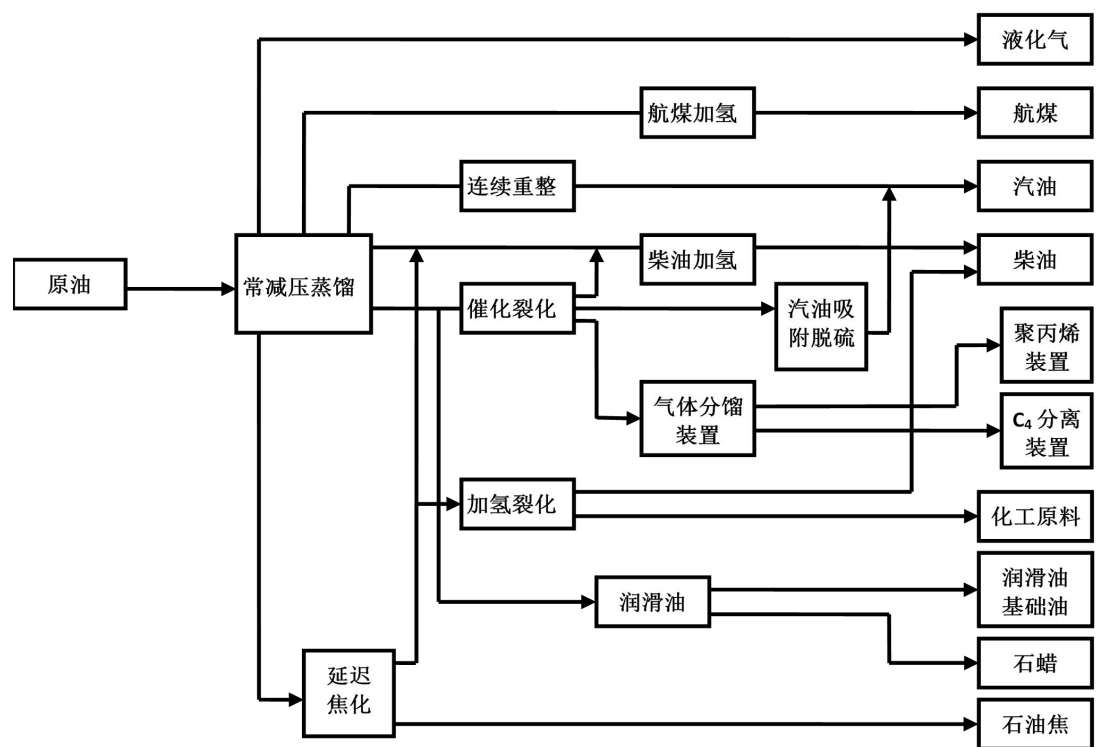 液化气
航煤加氢
航煤
连续重整
汽油
原油
常减压蒸馏
柴油加氢
柴油
催化裂化
汽油吸
附脱硫
聚丙烯
装置
气体分馏
装置
C₄ 分离
装置
加氢裂化
化工原料
润滑油
润滑油
基础油
延迟
焦化
石蜡
石油焦